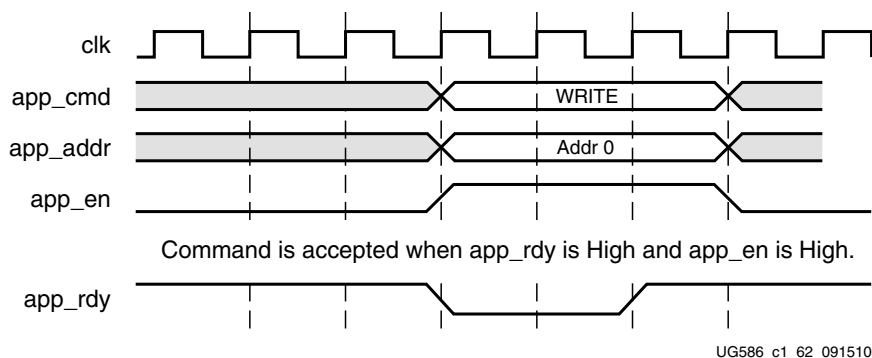 clk
app_cmd
WRITE
app_addr
Addr 0
app_en
Command is accepted when app_rdy is High and app_en is High.
app_rdy
UG586_c1_62_091510